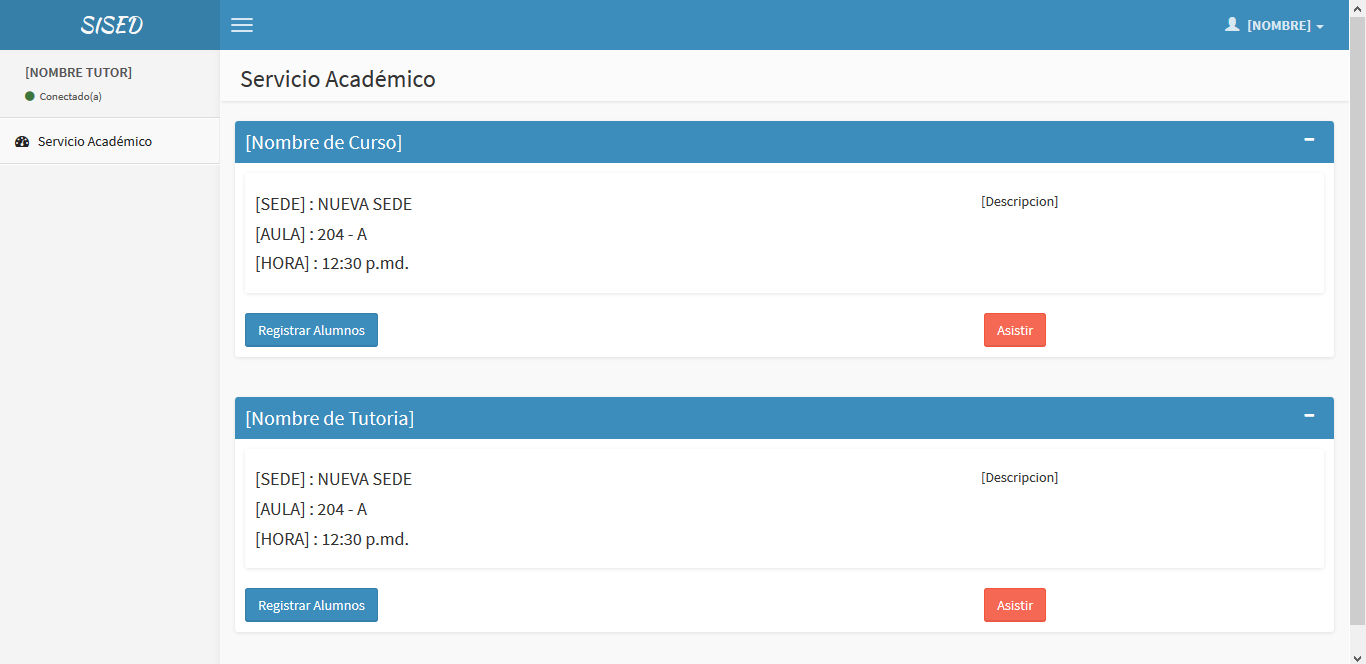 SISED
[NOMBRE]
[NOMBRE TUTOR]
Conectado(a)
Servicio Académico
Servicio Académico
[Nombre de Curso]
[SEDE] : NUEVA SEDE
[Descripcion]
[AULA] : 204 - A
[HORA] : 12:30 p.md.
Registrar Alumnos
Asistir
[Nombre de Tutoria]
[SEDE] : NUEVA SEDE
[Descripcion]
[AULA] : 204 - A
[HORA] : 12:30 p.md.
Registrar Alumnos
Asistir